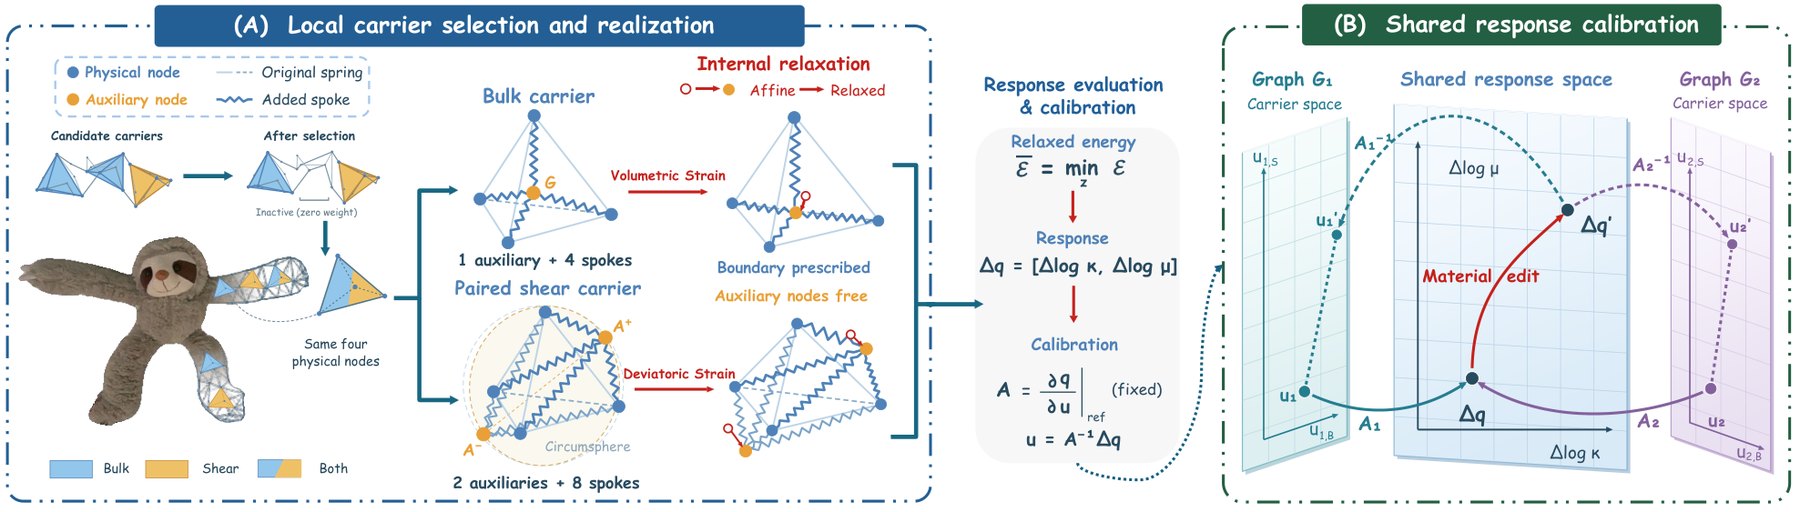 (A) Local carrier selection and realization
Physical node
Original spring
Auxiliary node
Added spoke
Candidate carriers
After selection
Inactive (zero weight)
Same four
physical nodes
Bulk
Shear
Both
Bulk carrier
G
1 auxiliary + 4 spokes
Paired shear carrier
A⁺
A⁻
Circumsphere
2 auxiliaries + 8 spokes
Internal relaxation
Affine
Relaxed
Volumetric Strain
Boundary prescribed
Auxiliary nodes free
Deviatoric Strain
Response evaluation
& calibration
Relaxed energy
ℰ̅ = min_z ℰ
Response
Δq = [Δlog κ, Δlog μ]
Calibration
A = ∂q/∂u |ref (fixed)
u = A⁻¹Δq
(B) Shared response calibration
Graph G₁
Carrier space
u₁,S
u₁'
u₁
u₁,B
A₁⁻¹
A₁
Shared response space
Δlog μ
Δq'
Material edit
Δq
Δlog κ
Graph G₂
Carrier space
A₂⁻¹
u₂,S
u₂'
A₂
u₂
u₂,B